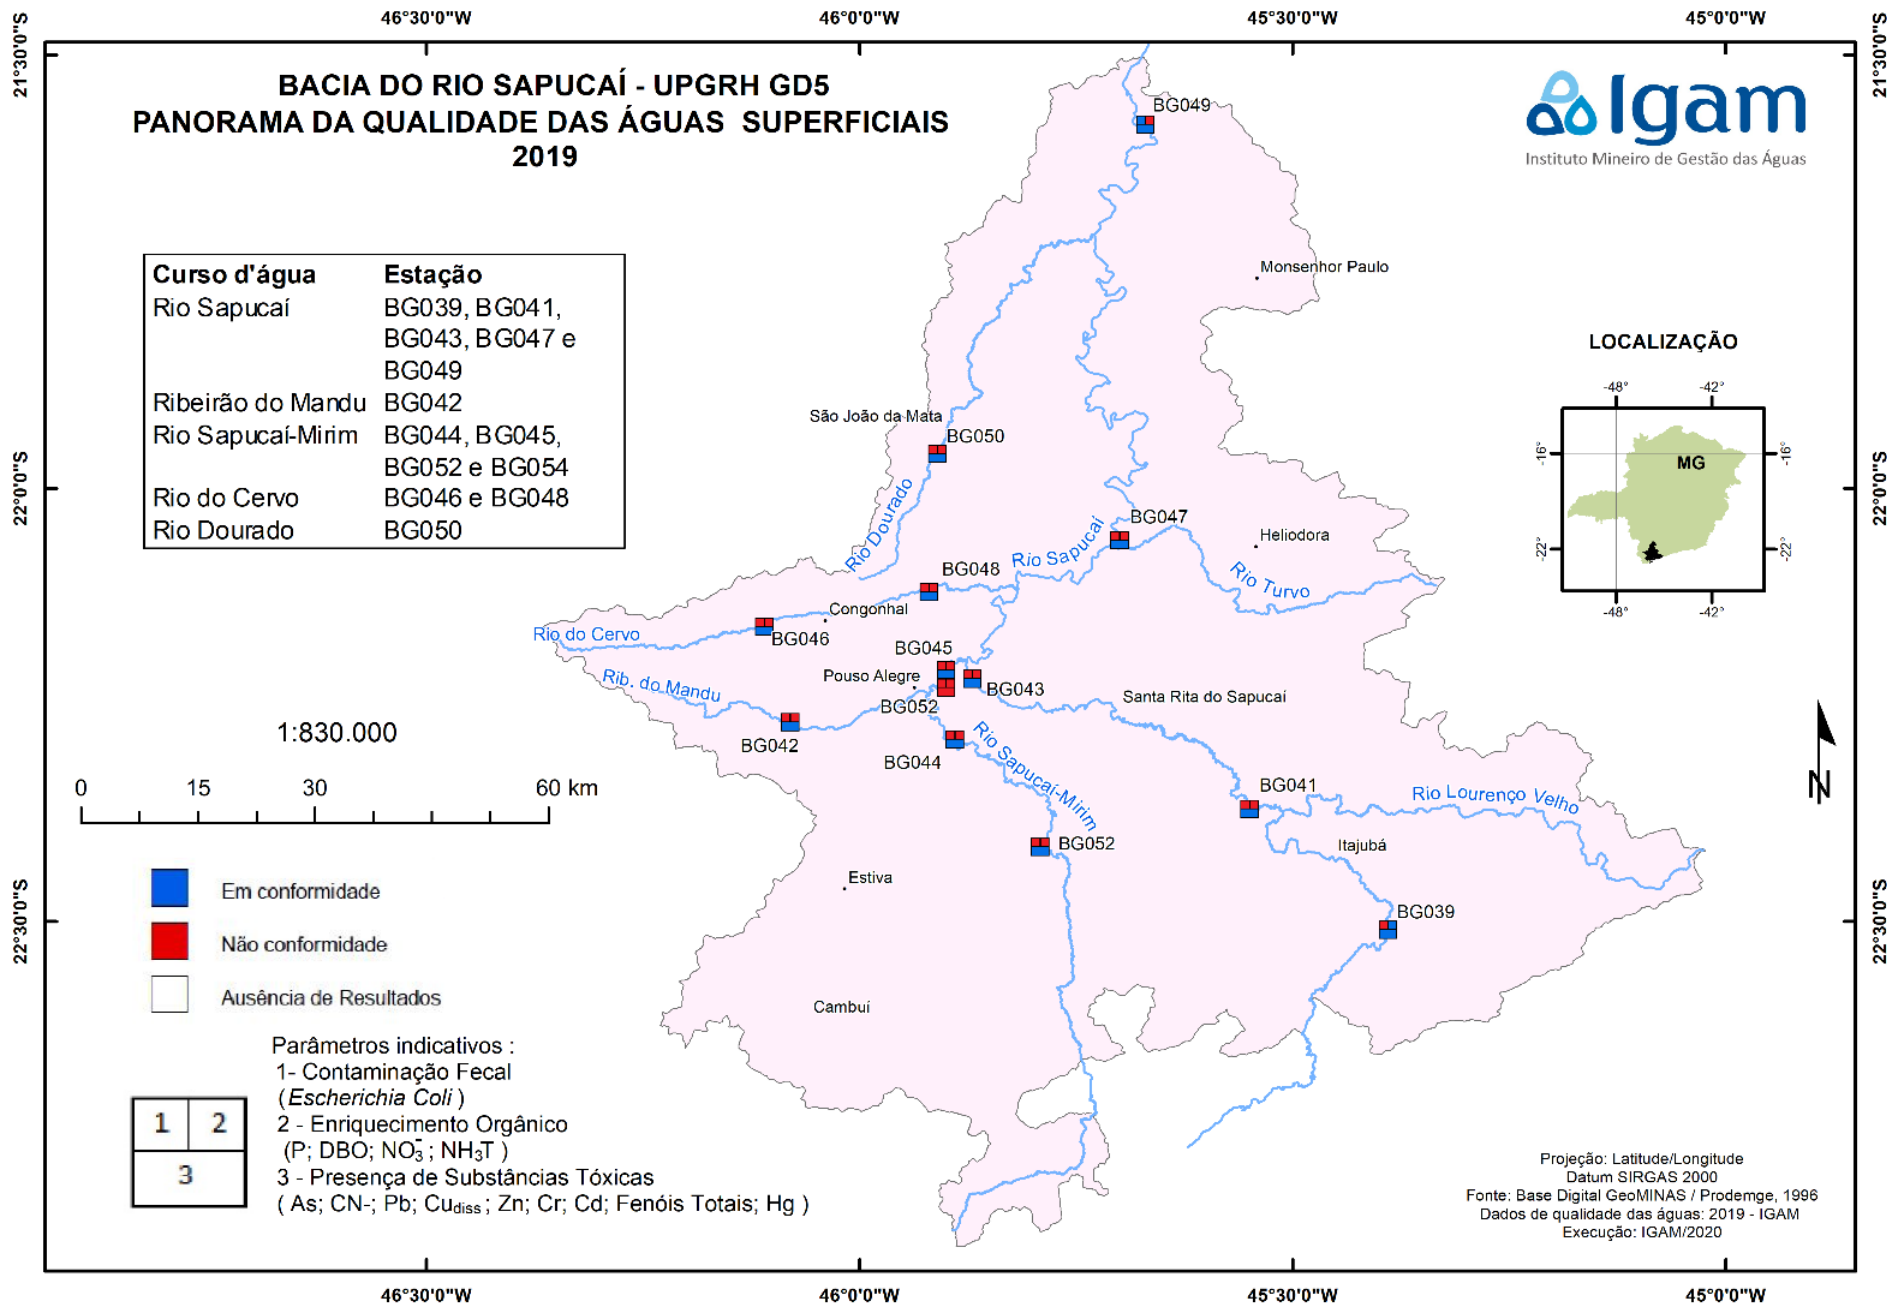 46°30'0"W 46°0'0"W 45°30'0"W 45°0'0"W
21°30'0"S
21°30'0"S
BACIA DO RIO SAPUCAÍ - UPGRH GD5
PANORAMA DA QUALIDADE DAS ÁGUAS SUPERFICIAIS
2019
Igam
Instituto Mineiro de Gestão das Águas
Curso d'água Estação
Rio Sapucaí BG039, BG041,
BG043, BG047 e
BG049
Ribeirão do Mandu BG042
Rio Sapucaí-Mirim BG044, BG045,
BG052 e BG054
Rio do Cervo BG046 e BG048
Rio Dourado BG050
BG049
Monsenhor Paulo
São João da Mata
BG050
Rio Dourado
BG047
Rio Sapucaí
Heliodora
Rio Turvo
BG048
Congonhal
Rio do Cervo
BG046
BG045
Rib. do Mandu
Pouso Alegre
BG043
BG052
Santa Rita do Sapucaí
BG042
BG044
Rio Sapucaí-Mirim
BG041
Rio Lourenço Velho
Itajubá
BG052
Estiva
BG039
Cambuí
LOCALIZAÇÃO
-48° -42°
-16° -16°
MG
-22° -22°
-48° -42°
22°0'0"S
22°0'0"S
1:830.000
0 15 30 60 km
N
22°30'0"S
22°30'0"S
Em conformidade
Não conformidade
Ausência de Resultados
Parâmetros indicativos :
1- Contaminação Fecal
( Escherichia Coli )
2 - Enriquecimento Orgânico
(P; DBO; NO₃⁻; NH₃T )
3 - Presença de Substâncias Tóxicas
( As; CN-; Pb; Cudiss ; Zn; Cr; Cd; Fenóis Totais; Hg )
1 2
3
Projeção: Latitude/Longitude
Datum SIRGAS 2000
Fonte: Base Digital GeoMINAS / Prodemge, 1996
Dados de qualidade das águas: 2019 - IGAM
Execução: IGAM/2020
46°30'0"W 46°0'0"W 45°30'0"W 45°0'0"W